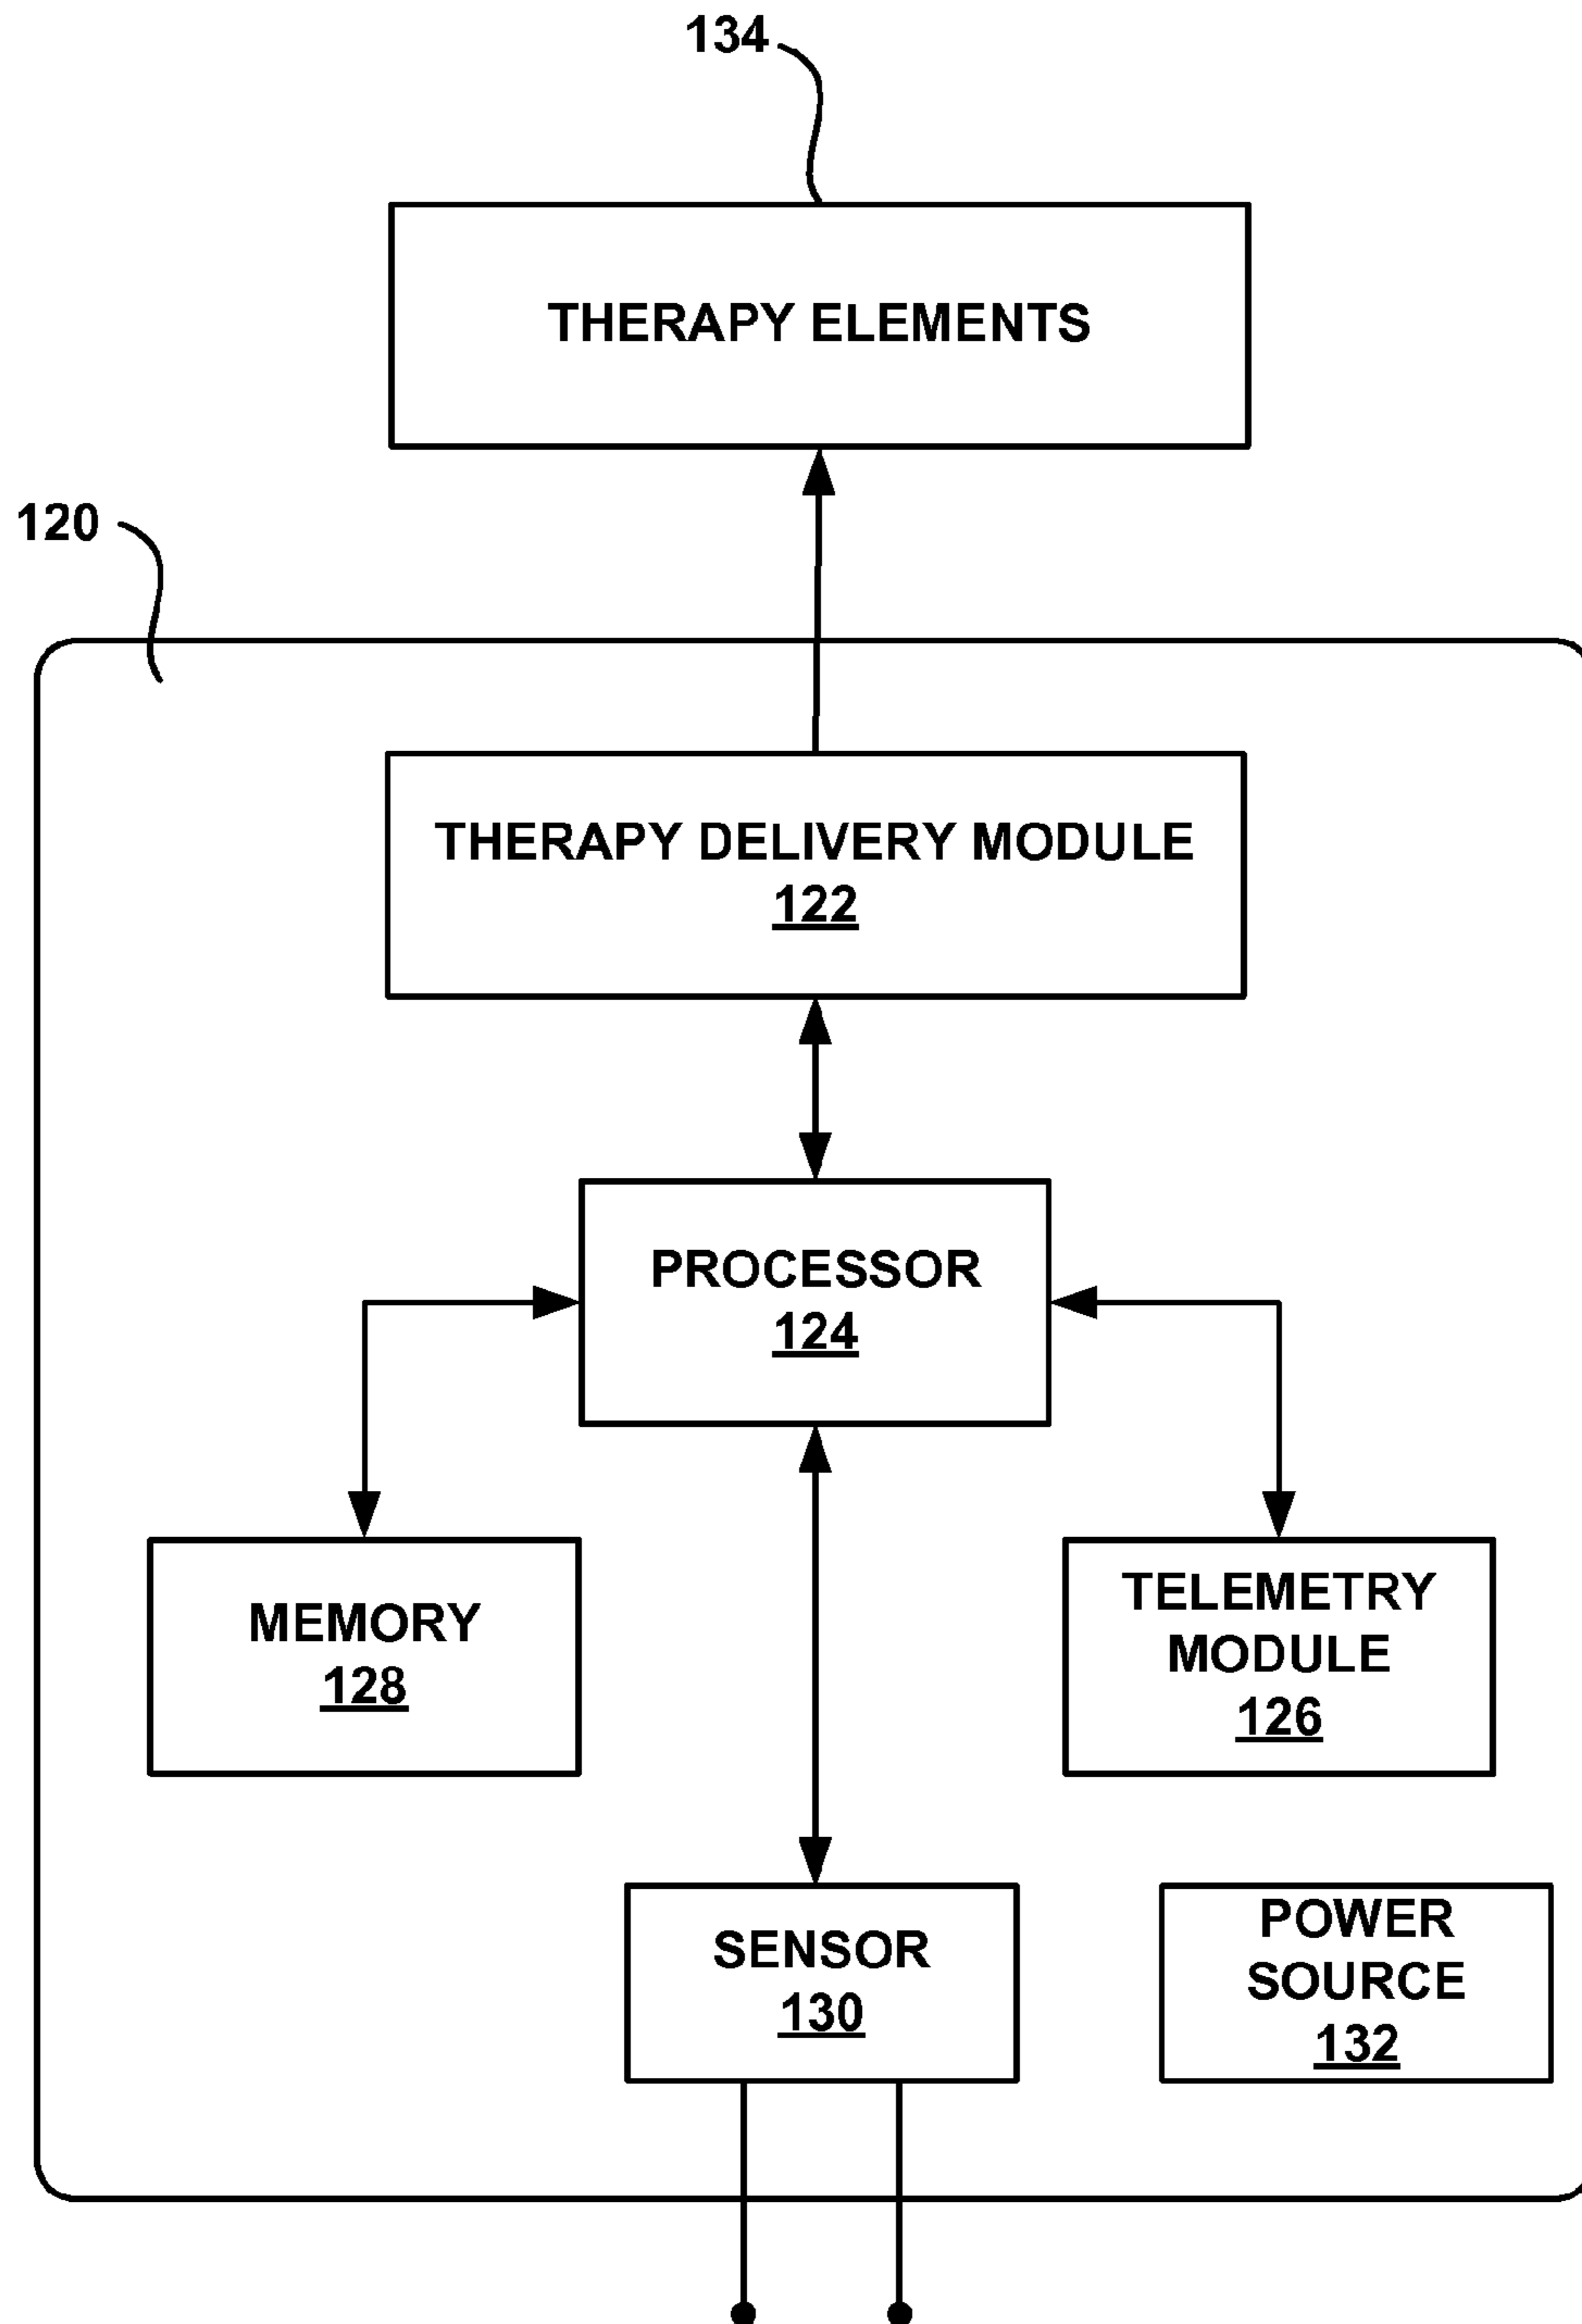 134
THERAPY ELEMENTS
120
THERAPY DELIVERY MODULE
122
PROCESSOR
124
MEMORY
128
TELEMETRY
MODULE
126
SENSOR
130
POWER
SOURCE
132